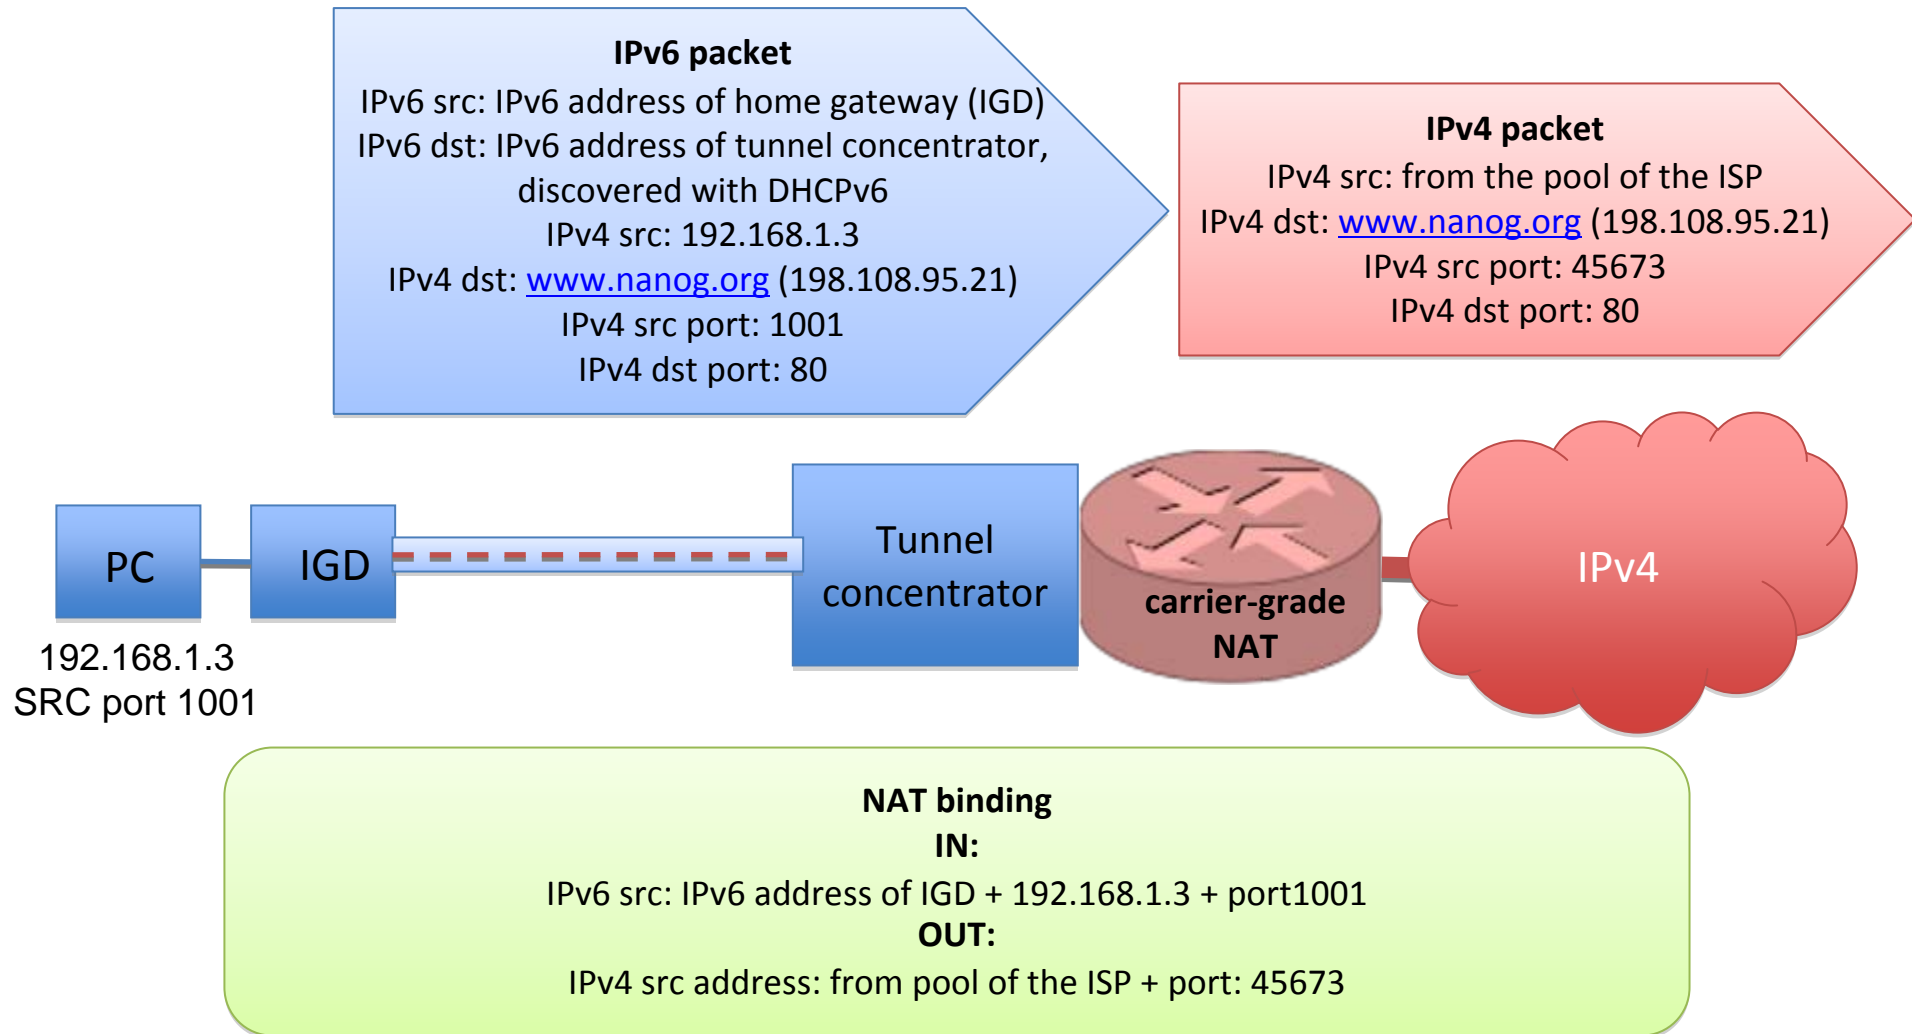 IPv6 packet
IPv6 src: IPv6 address of home gateway (IGD)
IPv6 dst: IPv6 address of tunnel concentrator,
discovered with DHCPv6
IPv4 src: 192.168.1.3
IPv4 dst: www.nanog.org (198.108.95.21)
IPv4 src port: 1001
IPv4 dst port: 80
IPv4 packet
IPv4 src: from the pool of the ISP
IPv4 dst: www.nanog.org (198.108.95.21)
IPv4 src port: 45673
IPv4 dst port: 80
PC
IGD
Tunnel
concentrator
carrier-grade
NAT
IPv4
192.168.1.3
SRC port 1001
NAT binding
IN:
IPv6 src: IPv6 address of IGD + 192.168.1.3 + port1001
OUT:
IPv4 src address: from pool of the ISP + port: 45673